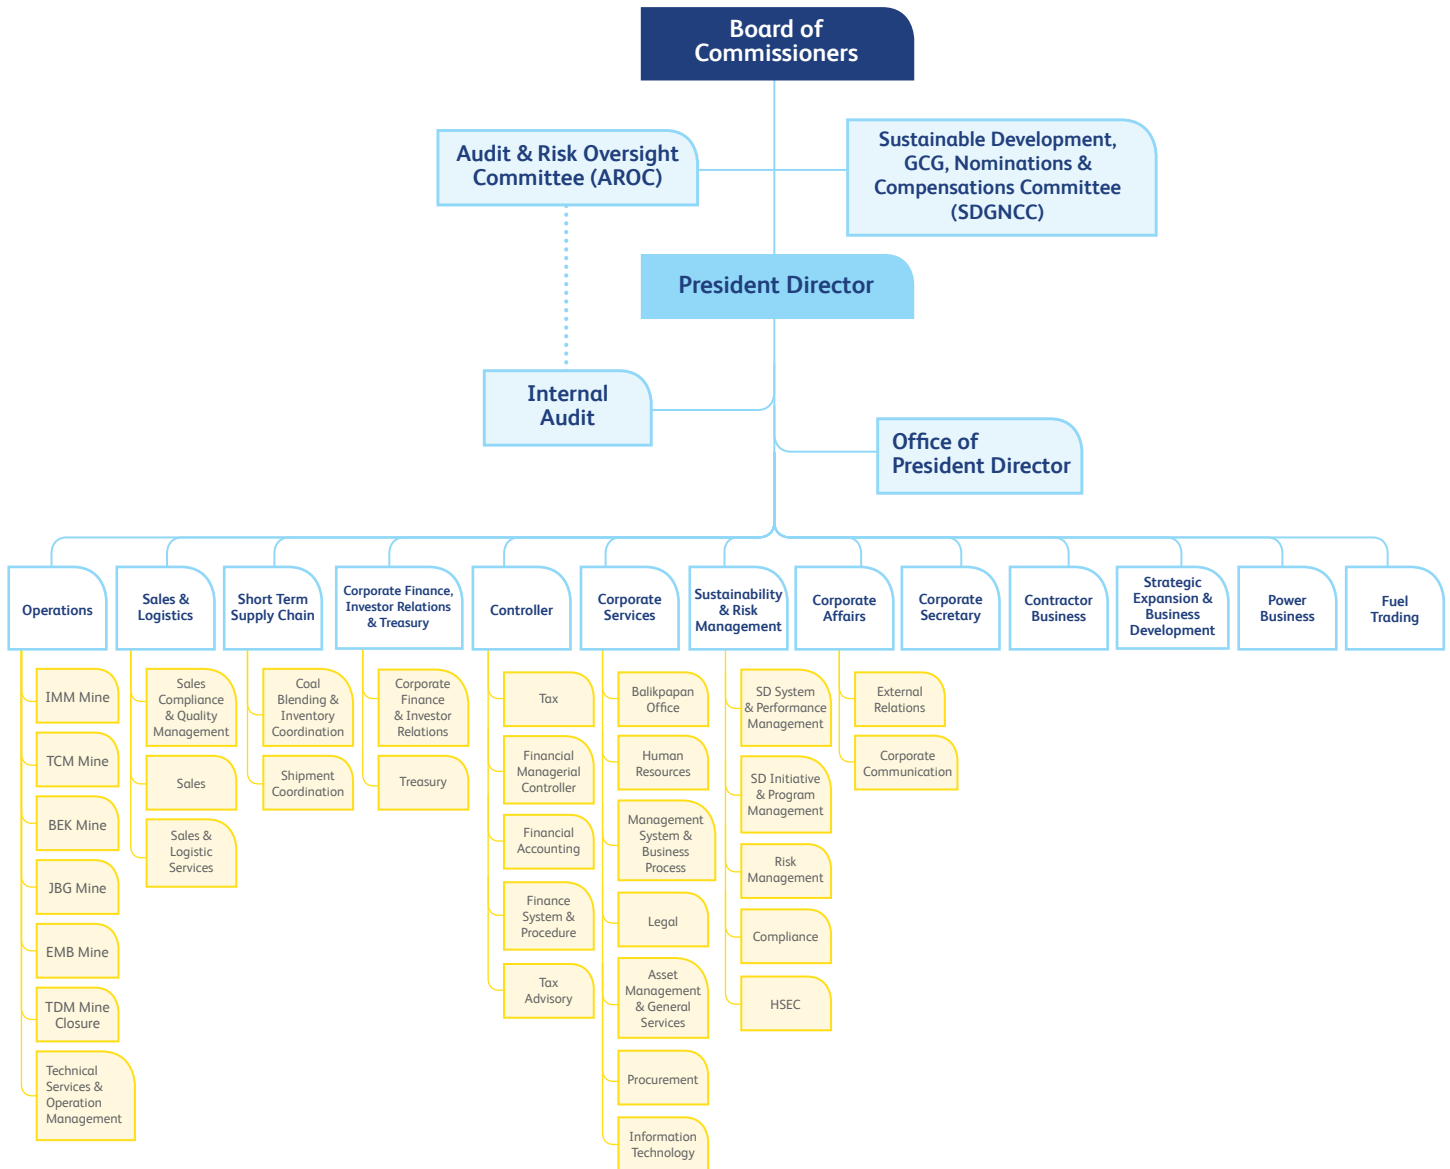 Board of
Commissioners
Audit & Risk Oversight
Committee (AROC)
Sustainable Development,
GCG, Nominations &
Compensations Committee
(SDGNCC)
President Director
Internal
Audit
Office of
President Director
Operations
Sales &
Logistics
Short Term
Supply Chain
Corporate Finance,
Investor Relations
& Treasury
Controller
Corporate
Services
Sustainability
& Risk
Management
Corporate
Affairs
Corporate
Secretary
Contractor
Business
Strategic
Expansion &
Business
Development
Power
Business
Fuel
Trading
IMM Mine
TCM Mine
BEK Mine
JBG Mine
EMB Mine
TDM Mine
Closure
Technical
Services &
Operation
Management
Sales
Compliance
& Quality
Management
Sales
Sales &
Logistic
Services
Coal
Blending &
Inventory
Coordination
Shipment
Coordination
Corporate
Finance
& Investor
Relations
Treasury
Tax
Financial
Managerial
Controller
Financial
Accounting
Finance
System &
Procedure
Tax
Advisory
Balikpapan
Office
Human
Resources
Management
System &
Business
Process
Legal
Asset
Management
& General
Services
Procurement
Information
Technology
SD System
& Performance
Management
SD Initiative
& Program
Management
Risk
Management
Compliance
HSEC
External
Relations
Corporate
Communication